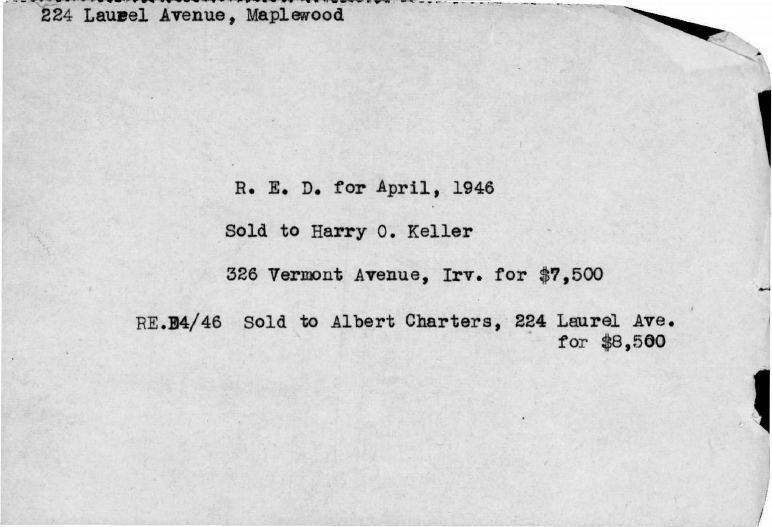 224 Laurel Avenue, Maplewood
R. E. D. for April, 1946
Sold to Harry O. Keller
326 Vermont Avenue, Irv. for $7,500
RE.D4/46 Sold to Albert Charters, 224 Laurel Ave.
for $8,500